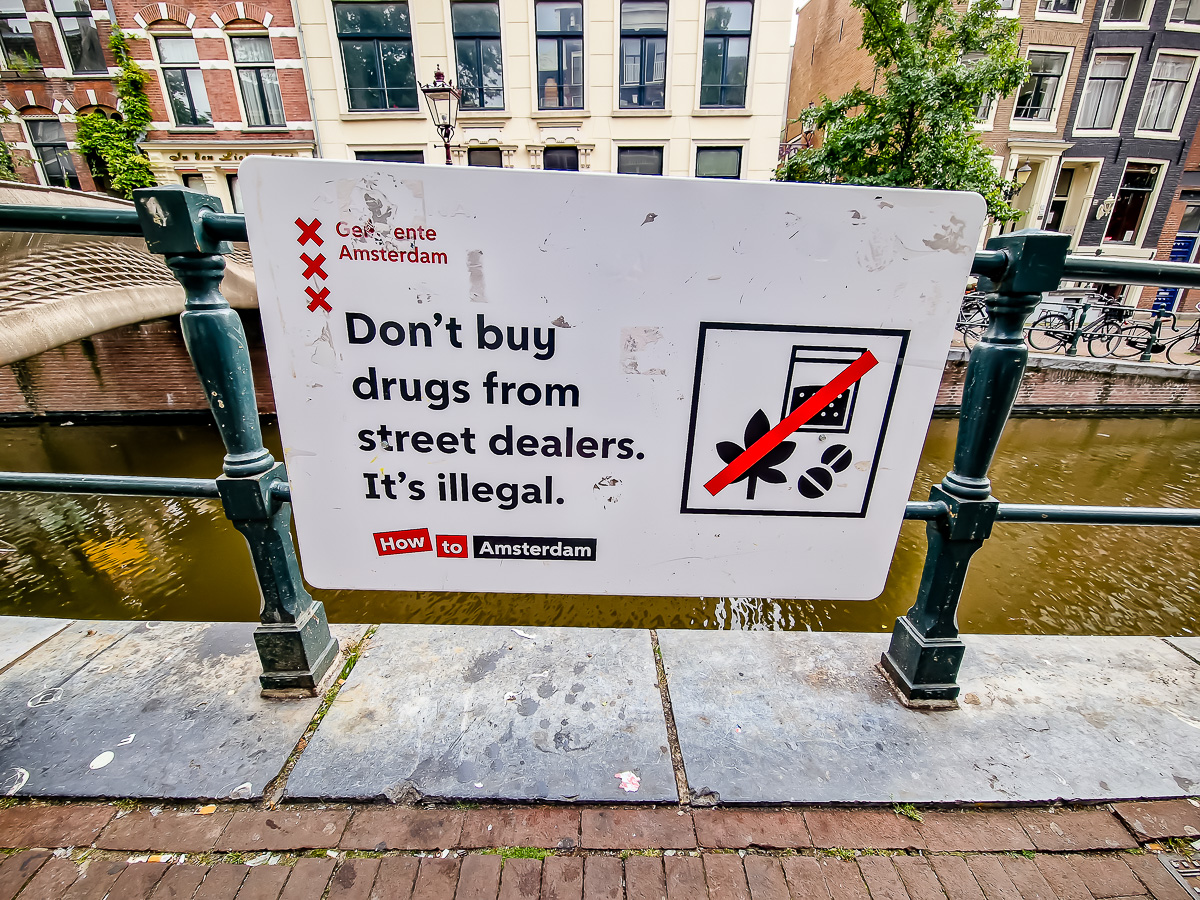 Amsterdam
Don't buy
drugs from
street dealers.
It's illegal.
How to Amsterdam